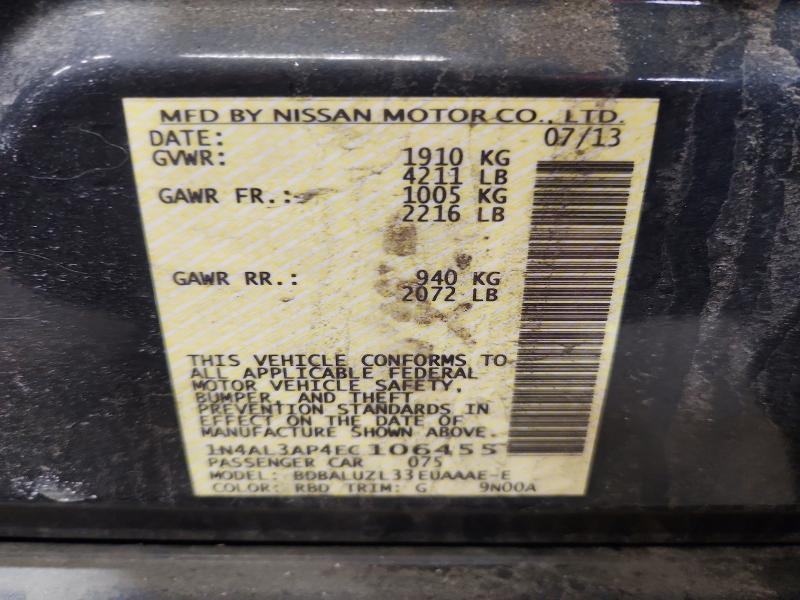 MFD BY NISSAN MOTOR CO., LTD.
DATE: 07/13
GVWR: 1910 KG
4211 LB
GAWR FR.: 1005 KG
2216 LB
GAWR RR.: 940 KG
2072 LB
THIS VEHICLE CONFORMS TO
ALL APPLICABLE FEDERAL
MOTOR VEHICLE SAFETY,
BUMPER, AND THEFT
PREVENTION STANDARDS IN
EFFECT ON THE DATE OF
MANUFACTURE SHOWN ABOVE.
1N4AL3AP4EC106455
PASSENGER CAR 075
MODEL: BDBALUZL33EUAAAE-E
COLOR: RBD TRIM: G 9N00A